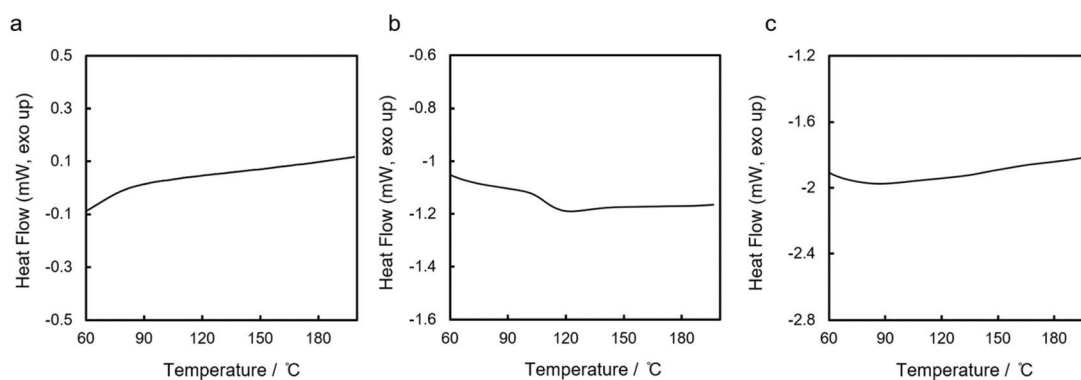 a
0.5
0.3
0.1
-0.1
-0.3
-0.5
60 90 120 150 180
Temperature / ℃
Heat Flow (mW, exo up)
b
-0.6
-0.8
-1
-1.2
-1.4
-1.6
60 90 120 150 180
Temperature / ℃
Heat Flow (mW, exo up)
c
-1.2
-1.6
-2
-2.4
-2.8
60 90 120 150 180
Temperature / ℃
Heat Flow (mW, exo up)